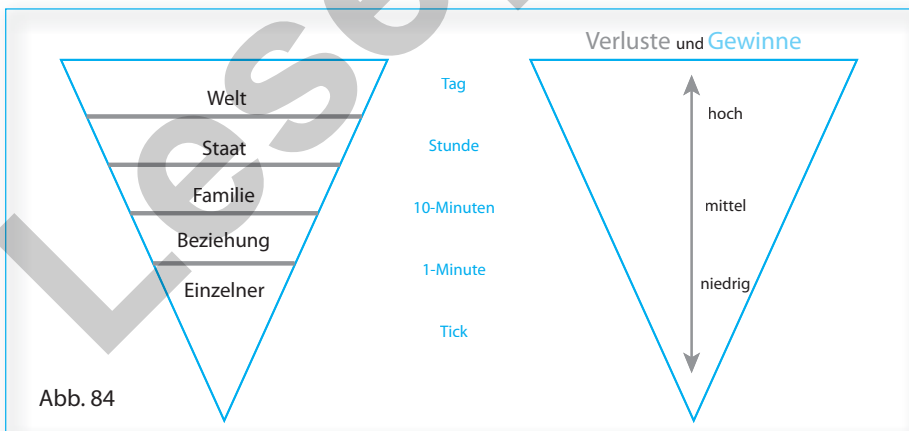 Verluste und Gewinne
Welt
Staat
Familie
Beziehung
Einzelner
Tag
Stunde
10-Minuten
1-Minute
Tick
hoch
mittel
niedrig
Abb. 84
Lese